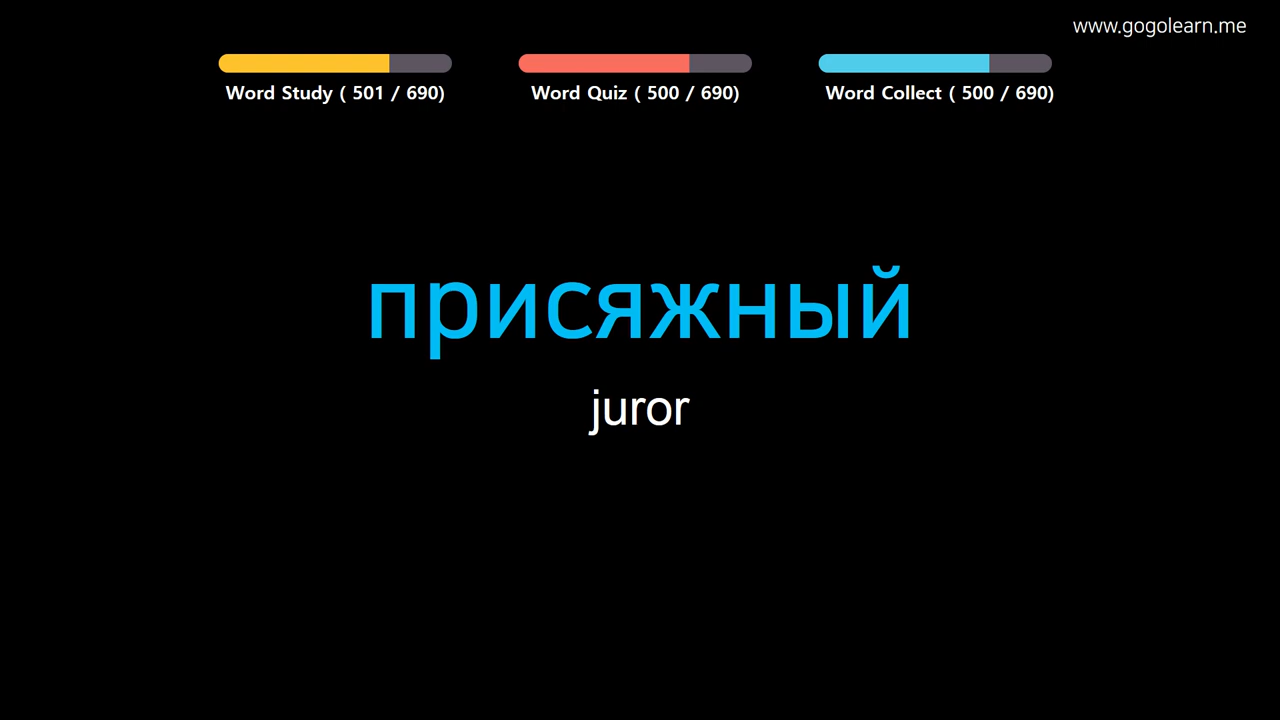 www.gogolearn.me
Word Study ( 501 / 690)
Word Quiz ( 500 / 690)
Word Collect ( 500 / 690)
присяжный
juror